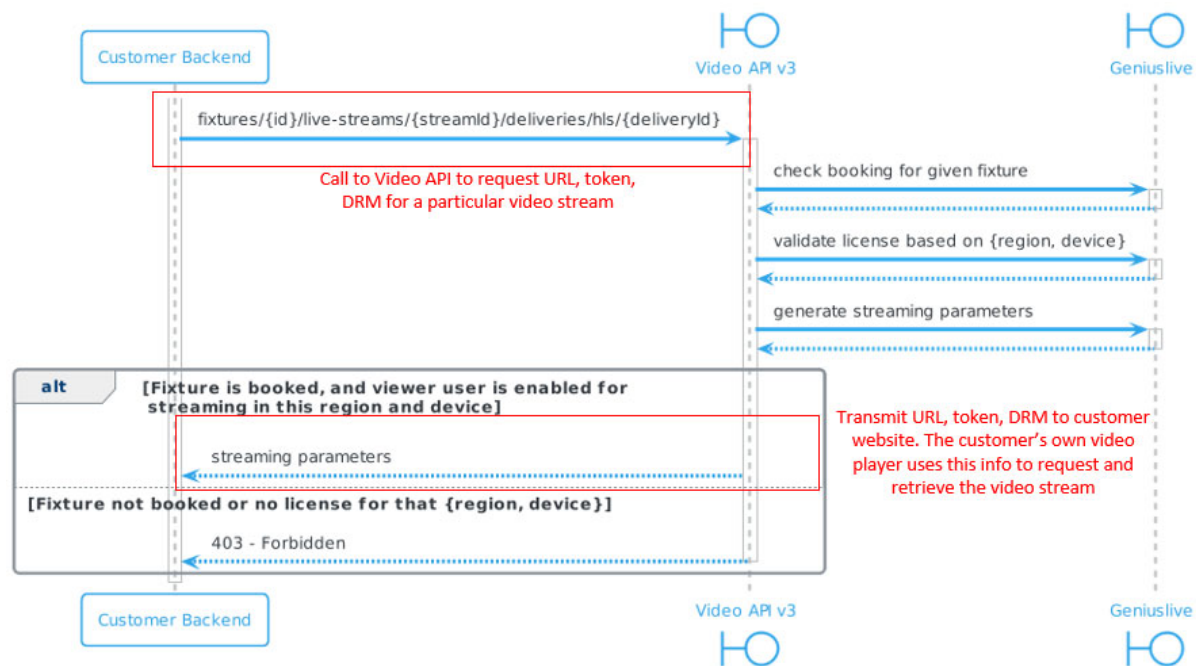 Customer Backend
Video API v3
Geniuslive
fixtures/{id}/live-streams/{streamId}/deliveries/hls/{deliveryId}
Call to Video API to request URL, token,
DRM for a particular video stream
check booking for given fixture
validate license based on {region, device}
generate streaming parameters
alt
[Fixture is booked, and viewer user is enabled for
streaming in this region and device]
streaming parameters
Transmit URL, token, DRM to customer
website. The customer’s own video
player uses this info to request and
retrieve the video stream
[Fixture not booked or no license for that {region, device}]
403 - Forbidden
Customer Backend
Video API v3
Geniuslive